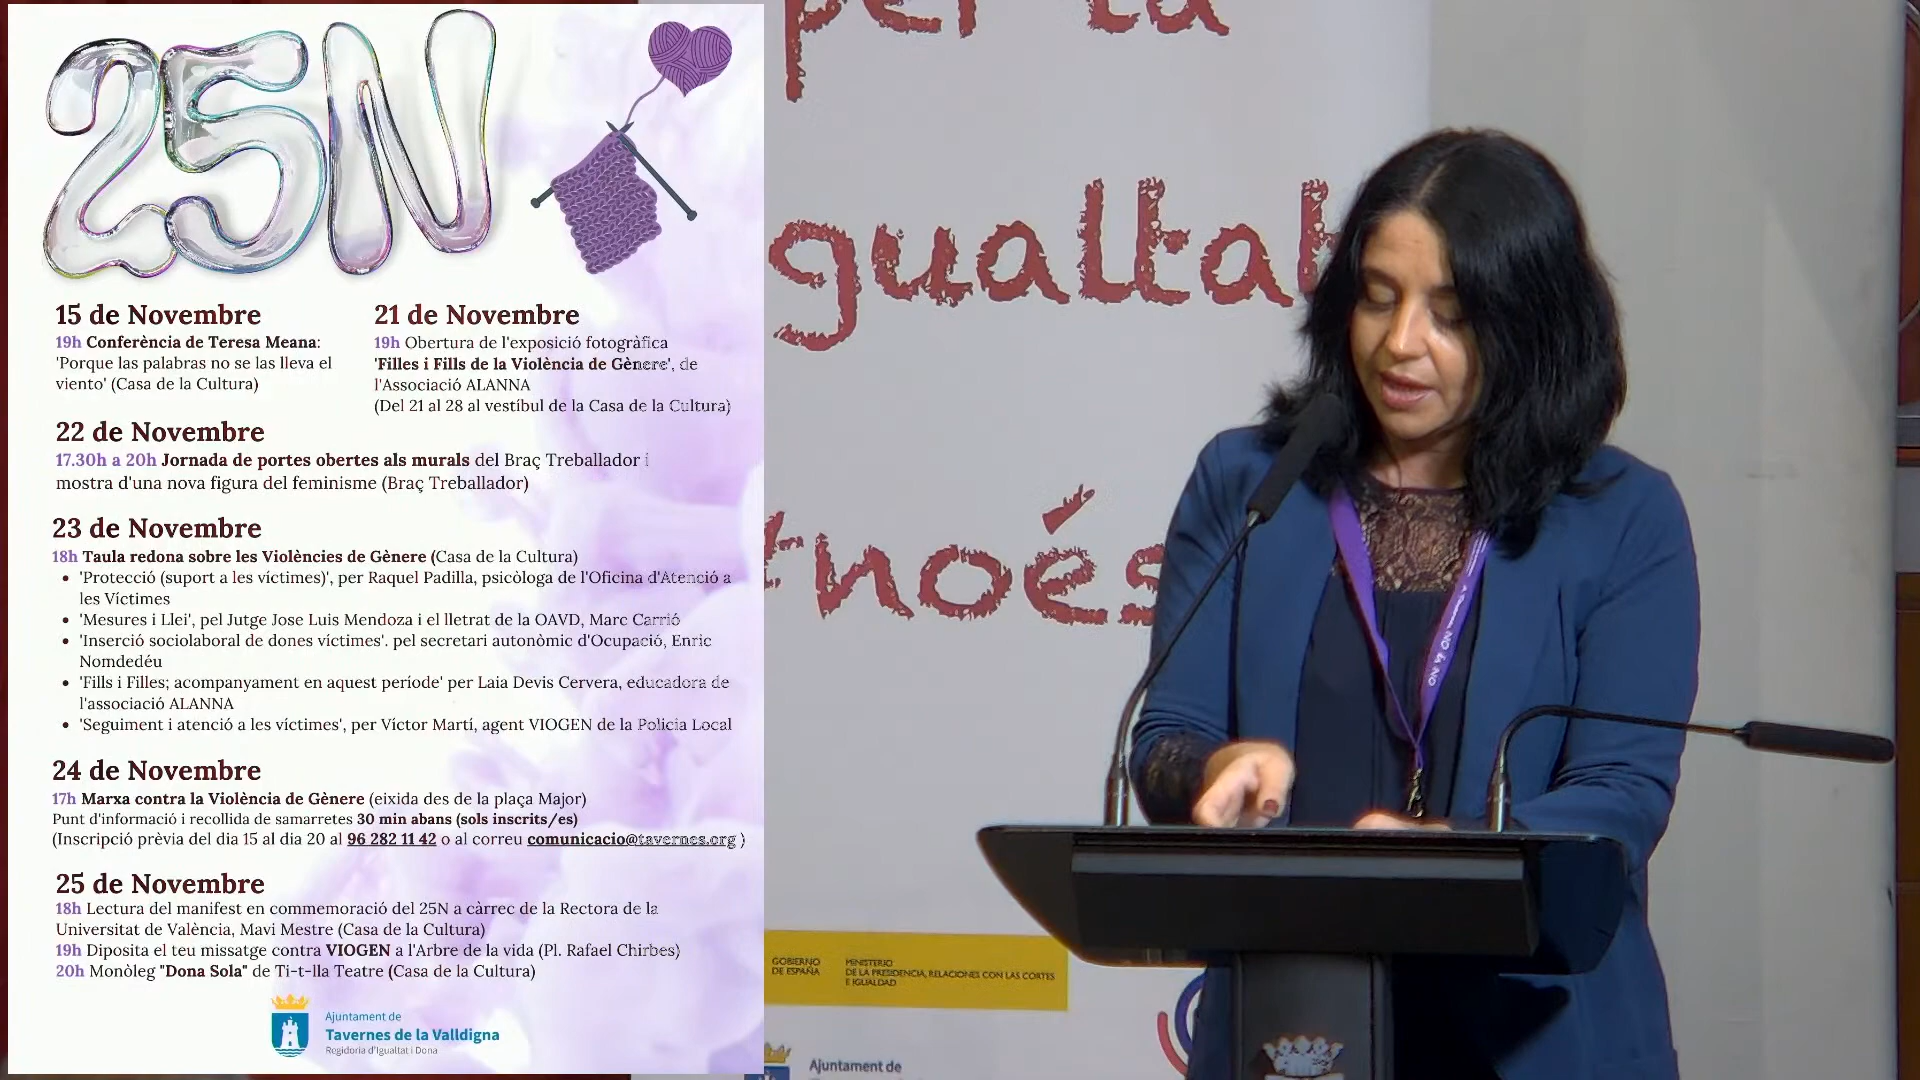 25N
15 de Novembre
19h Conferència de Teresa Meana:
'Porque las palabras no se las lleva el
viento' (Casa de la Cultura)
21 de Novembre
19h Obertura de l'exposició fotogràfica
'Filles i Fills de la Violència de Gènere', de
l'Associació ALANNA
(Del 21 al 28 al vestíbul de la Casa de la Cultura)
22 de Novembre
17.30h a 20h Jornada de portes obertes als murals del Braç Treballador i
mostra d'una nova figura del feminisme (Braç Treballador)
23 de Novembre
18h Taula redona sobre les Violències de Gènere (Casa de la Cultura)
• 'Protecció (suport a les víctimes)', per Raquel Padilla, psicòloga de l'Oficina d'Atenció a
les Víctimes
• 'Mesures i Llei', pel Jutge Jose Luis Mendoza i el lletrat de la OAVD, Marc Carrió
• 'Inserció sociolaboral de dones víctimes'. pel secretari autonòmic d'Ocupació, Enric
Nomdedéu
• 'Fills i Filles; acompanyament en aquest període' per Laia Devis Cervera, educadora de
l'associació ALANNA
• 'Seguiment i atenció a les víctimes', per Víctor Martí, agent VIOGEN de la Policia Local
24 de Novembre
17h Marxa contra la Violència de Gènere (eixida des de la plaça Major)
Punt d'informació i recollida de samarretes 30 min abans (sols inscrits/es)
(Inscripció prèvia del dia 15 al dia 20 al 96 282 11 42 o al correu comunicacio@tavernes.org )
25 de Novembre
18h Lectura del manifest en commemoració del 25N a càrrec de la Rectora de la
Universitat de València, Mavi Mestre (Casa de la Cultura)
19h Diposita el teu missatge contra VIOGEN a l'Arbre de la vida (Pl. Rafael Chirbes)
20h Monòleg "Dona Sola" de Ti-t-lla Teatre (Casa de la Cultura)
Ajuntament de
Tavernes de la Valldigna
Regidoria d'Igualtat i Dona
per la
gualtat
#noés
NO és NO
GOBIERNO
DE ESPAÑA
MINISTERIO
DE LA PRESIDENCIA, RELACIONES CON LAS CORTES
E IGUALDAD
Ajuntament de